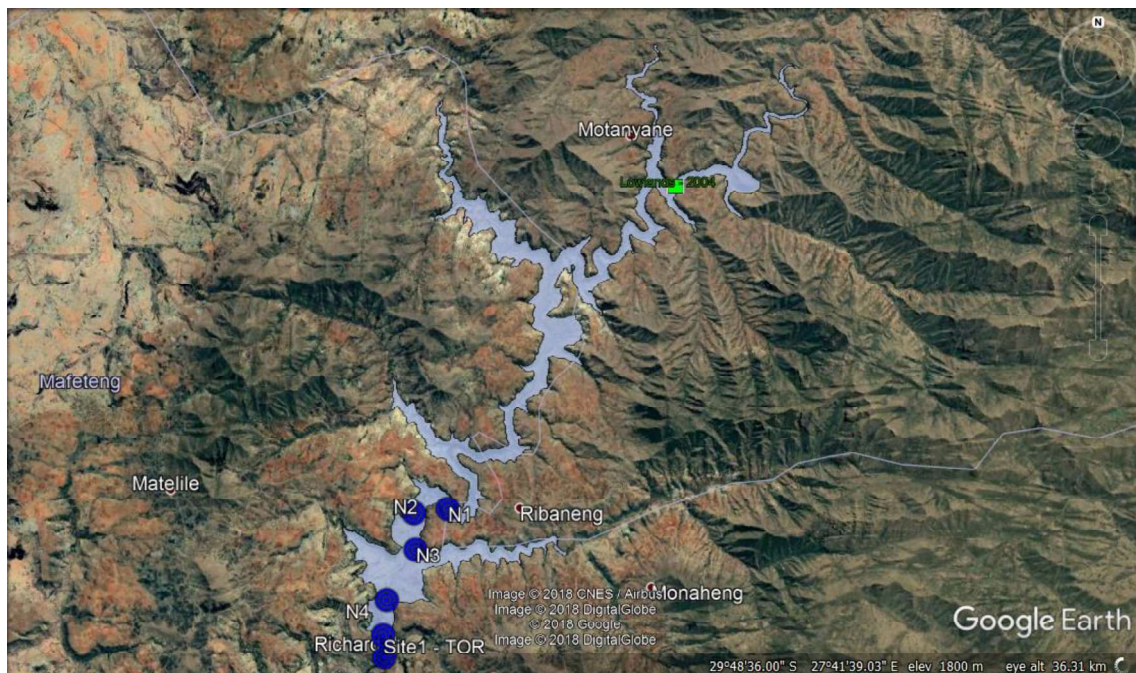 N
Motanyane
Lowlands - 2004
Mafeteng
Matelile
N2
N1
Ribaneng
N3
Image © 2018 CNES / Airbus
Monaheng
N4
Image © 2018 DigitalGlobe
© 2018 Google
Image © 2018 DigitalGlobe
Google Earth
Site1 - TOR
29°48'36.00" S 27°41'39.03" E elev 1800 m eye alt 36.31 km